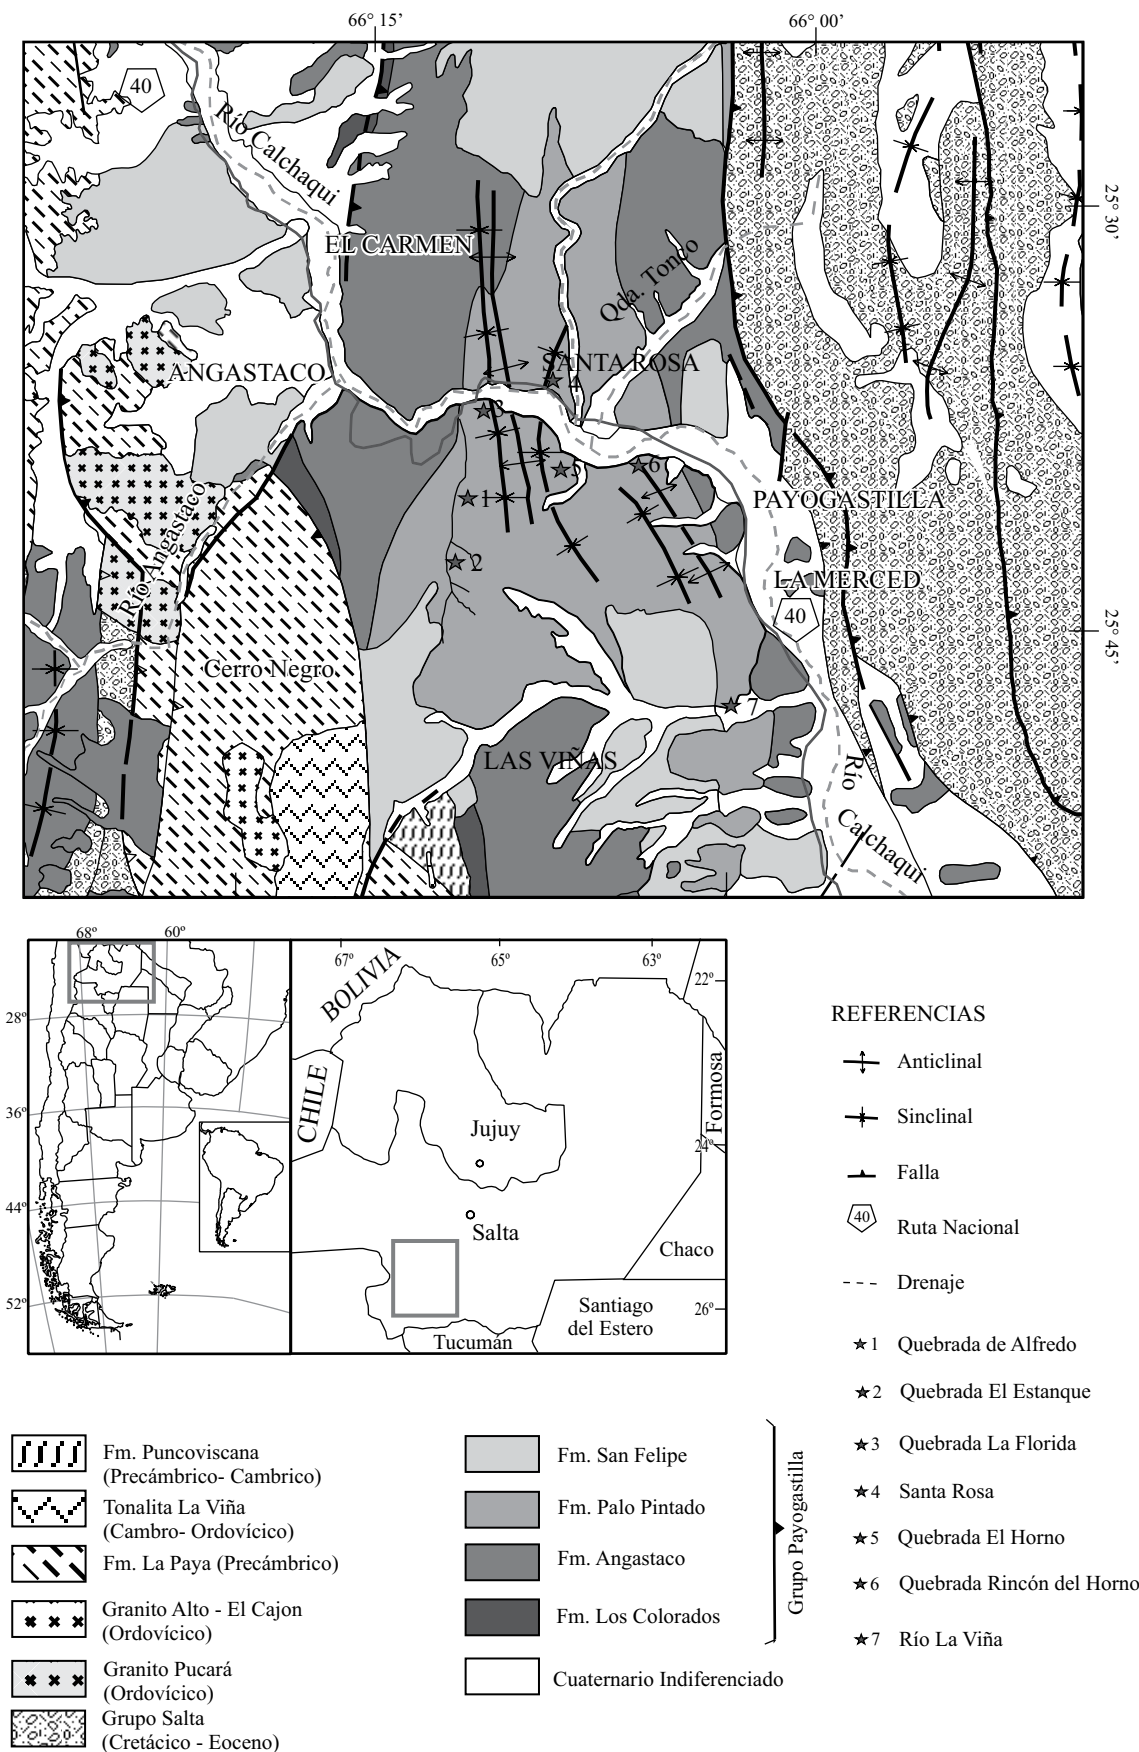 66° 15’
66° 00’
40
Río Calchaqui
25° 30’
EL CARMEN
Qda. Tonco
SANTA ROSA
ANGASTACO
4
3
5
6
1
PAYOGASTILLA
Río Angastaco
2
LA MERCED
40
25° 45’
Cerro Negro
7
LAS VIÑAS
Río
Calchaqui
68º
60º
28º
36º
44º
52º
67º
65º
63º
BOLIVIA
22º
CHILE
Formosa
Jujuy
24º
Salta
Chaco
Santiago
del Estero
26º
Tucumán
REFERENCIAS
Anticlinal
Sinclinal
Falla
40
Ruta Nacional
Drenaje
1 Quebrada de Alfredo
2 Quebrada El Estanque
3 Quebrada La Florida
4 Santa Rosa
5 Quebrada El Horno
6 Quebrada Rincón del Horno
7 Río La Viña
Fm. Puncoviscana
(Precámbrico- Cambrico)
Tonalita La Viña
(Cambro- Ordovícico)
Fm. La Paya (Precámbrico)
Granito Alto - El Cajon
(Ordovícico)
Granito Pucará
(Ordovícico)
Grupo Salta
(Cretácico - Eoceno)
Fm. San Felipe
Fm. Palo Pintado
Fm. Angastaco
Fm. Los Colorados
Cuaternario Indiferenciado
Grupo Payogastilla